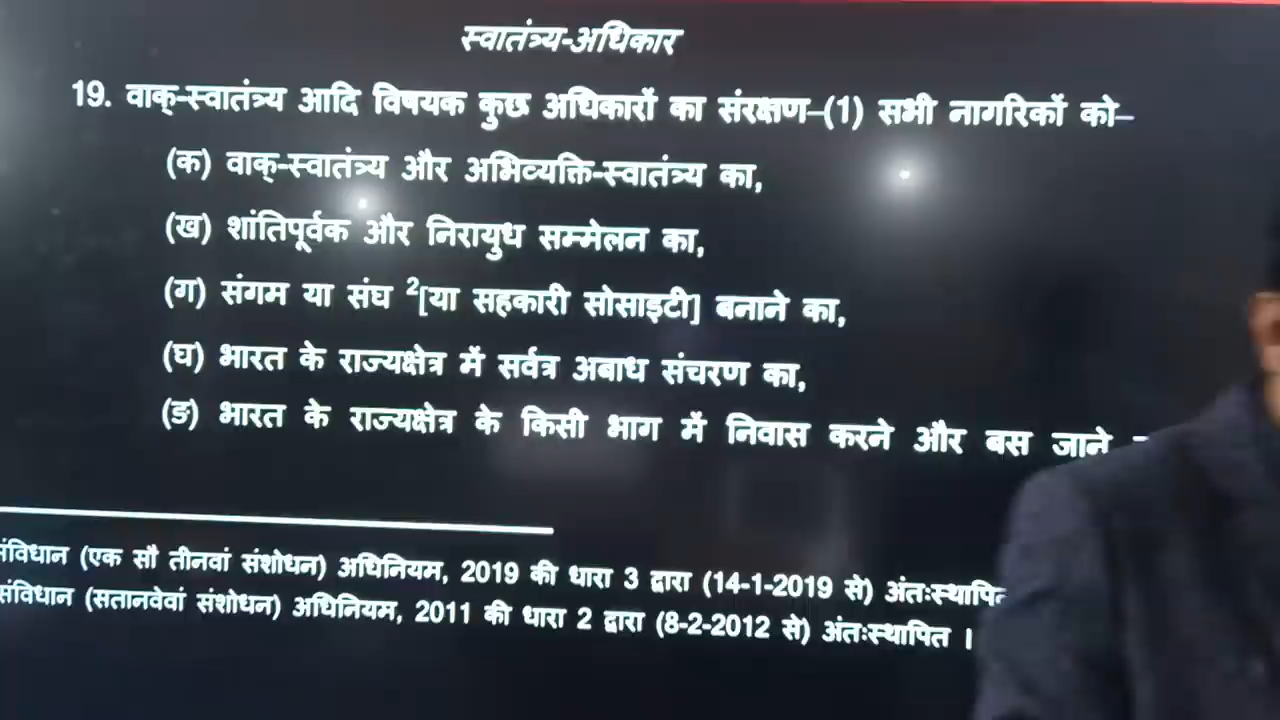 स्वातंत्र्य-अधिकार
19. वाक्-स्वातंत्र्य आदि विषयक कुछ अधिकारों का संरक्षण–(1) सभी नागरिकों को–
(क) वाक्-स्वातंत्र्य और अभिव्यक्ति-स्वातंत्र्य का,
(ख) शांतिपूर्वक और निरायुध सम्मेलन का,
(ग) संगम या संघ ²[या सहकारी सोसाइटी] बनाने का,
(घ) भारत के राज्यक्षेत्र में सर्वत्र अबाध संचरण का,
(ङ) भारत के राज्यक्षेत्र के किसी भाग में निवास करने और बस जाने
संविधान (एक सौ तीनवां संशोधन) अधिनियम, 2019 की धारा 3 द्वारा (14-1-2019 से) अंतःस्थापित
संविधान (सतानवेवां संशोधन) अधिनियम, 2011 की धारा 2 द्वारा (8-2-2012 से) अंतःस्थापित ।